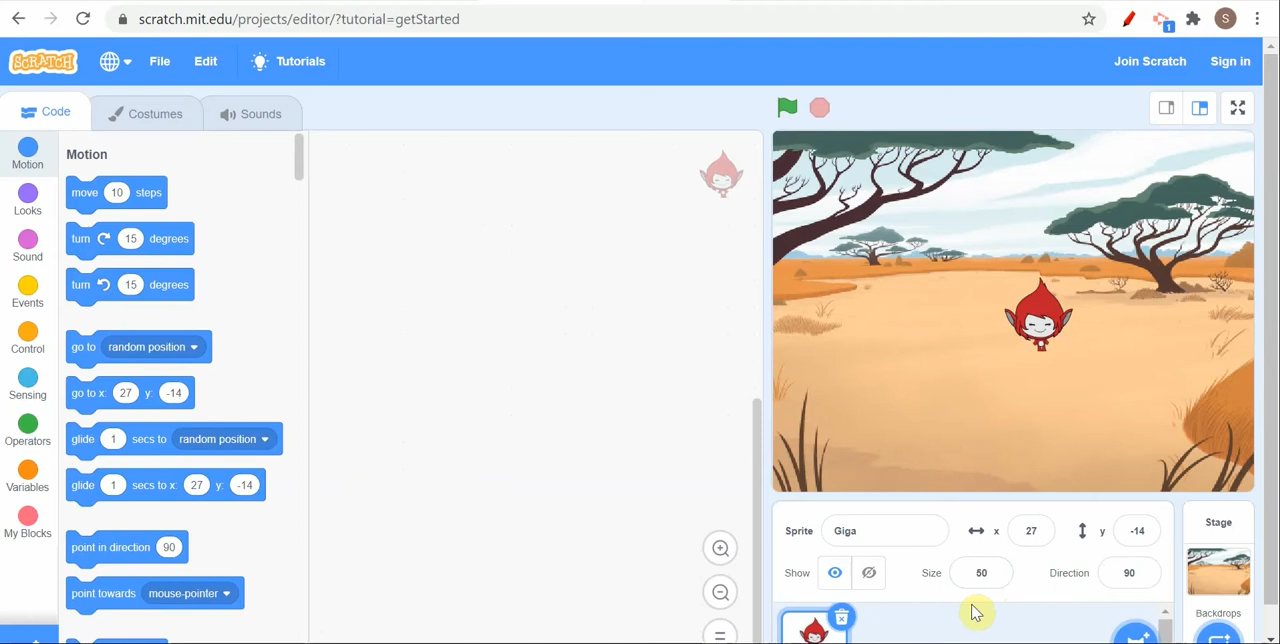 scratch.mit.edu/projects/editor/?tutorial=getStarted
1
S
SCRATCH
File
Edit
Tutorials
Join Scratch
Sign in
Code
Costumes
Sounds
Motion
Looks
Sound
Events
Control
Sensing
Operators
Variables
My Blocks
Motion
move 10 steps
turn 15 degrees
turn 15 degrees
go to random position
go to x: 27 y: -14
glide 1 secs to random position
glide 1 secs to x: 27 y: -14
point in direction 90
point towards mouse-pointer
Sprite Giga x 27 y -14
Show Size 50 Direction 90
Stage
Backdrops